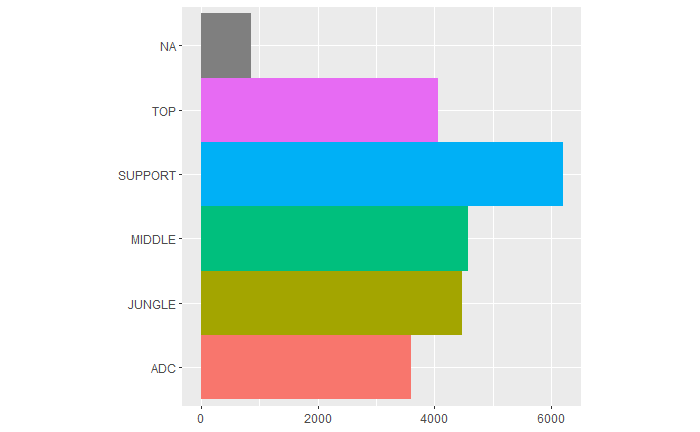 NA
TOP
SUPPORT
MIDDLE
JUNGLE
ADC
0 2000 4000 6000